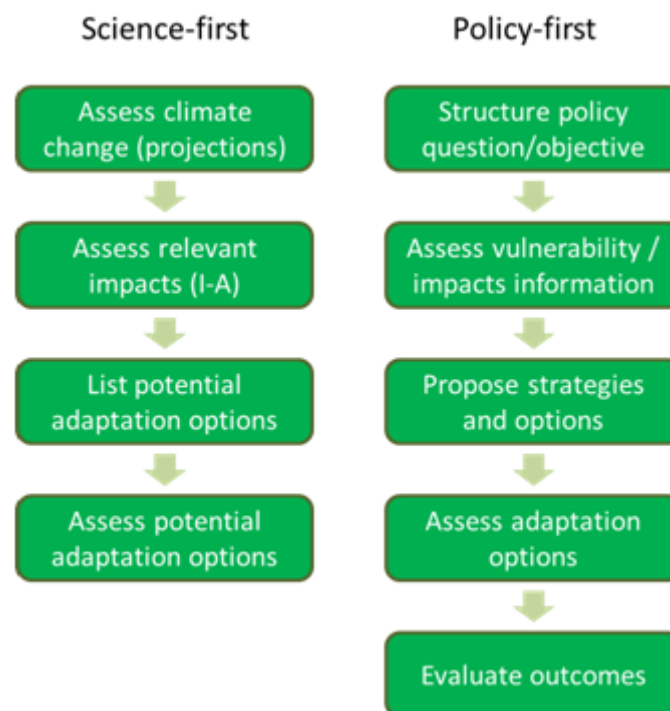 Science-first
Assess climate
change (projections)
Assess relevant
impacts (I-A)
List potential
adaptation options
Assess potential
adaptation options
Policy-first
Structure policy
question/objective
Assess vulnerability /
impacts information
Propose strategies
and options
Assess adaptation
options
Evaluate outcomes